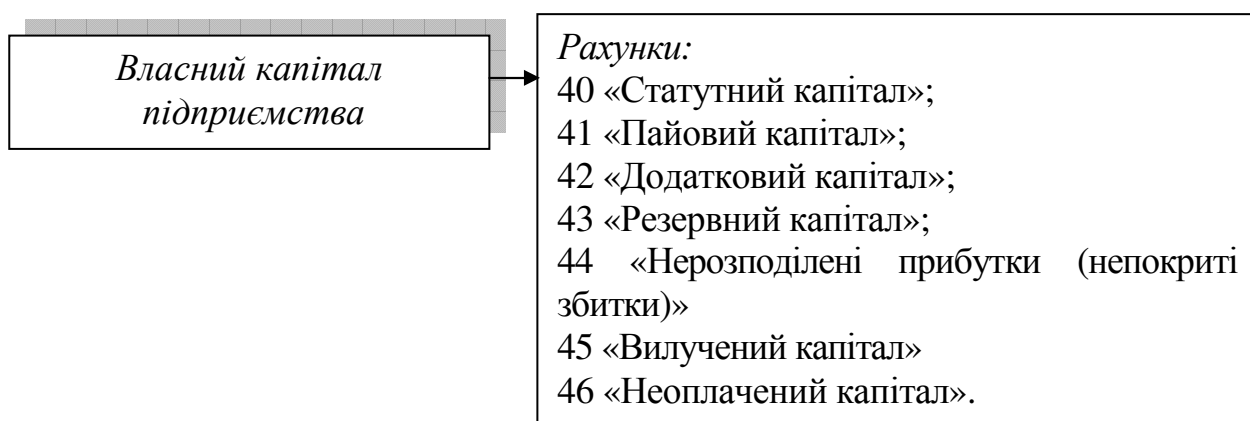 Власний капітал
підприємства
Рахунки:
40 «Статутний капітал»;
41 «Пайовий капітал»;
42 «Додатковий капітал»;
43 «Резервний капітал»;
44 «Нерозподілені прибутки (непокриті
збитки)»
45 «Вилучений капітал»
46 «Неоплачений капітал».